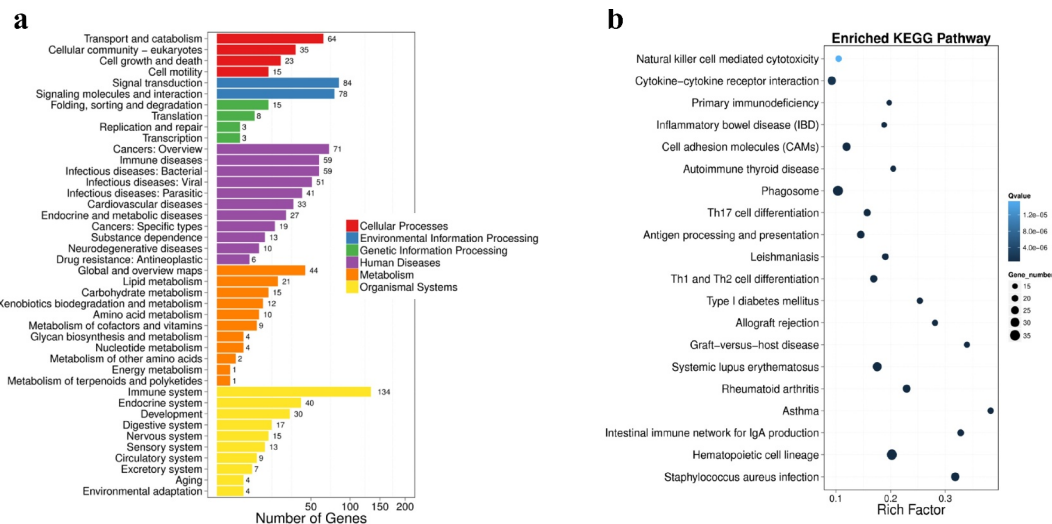 a
Transport and catabolism 64
Cellular community − eukaryotes 35
Cell growth and death 23
Cell motility 15
Signal transduction 84
Signaling molecules and interaction 78
Folding, sorting and degradation 15
Translation 8
Replication and repair 3
Transcription 3
Cancers: Overview 71
Immune diseases 59
Infectious diseases: Bacterial 59
Infectious diseases: Viral 51
Infectious diseases: Parasitic 41
Cardiovascular diseases 33
Endocrine and metabolic diseases 27
Cancers: Specific types 19
Substance dependence 13
Neurodegenerative diseases 10
Drug resistance: Antineoplastic 6
Global and overview maps 44
Lipid metabolism 21
Carbohydrate metabolism 15
Xenobiotics biodegradation and metabolism 12
Amino acid metabolism 10
Metabolism of cofactors and vitamins 9
Glycan biosynthesis and metabolism 4
Nucleotide metabolism 4
Metabolism of other amino acids 2
Energy metabolism 1
Metabolism of terpenoids and polyketides 1
Immune system 134
Endocrine system 40
Development 30
Digestive system 17
Nervous system 15
Sensory system 13
Circulatory system 9
Excretory system 7
Aging 4
Environmental adaptation 4
50 100 150 200
Number of Genes
Cellular Processes
Environmental Information Processing
Genetic Information Processing
Human Diseases
Metabolism
Organismal Systems
b
Enriched KEGG Pathway
Natural killer cell mediated cytotoxicity
Cytokine−cytokine receptor interaction
Primary immunodeficiency
Inflammatory bowel disease (IBD)
Cell adhesion molecules (CAMs)
Autoimmune thyroid disease
Phagosome
Th17 cell differentiation
Antigen processing and presentation
Leishmaniasis
Th1 and Th2 cell differentiation
Type I diabetes mellitus
Allograft rejection
Graft−versus−host disease
Systemic lupus erythematosus
Rheumatoid arthritis
Asthma
Intestinal immune network for IgA production
Hematopoietic cell lineage
Staphylococcus aureus infection
0.1 0.2 0.3
Rich Factor
Qvalue
1.2e−05
8.0e−06
4.0e−06
Gene_number
15
20
25
30
35